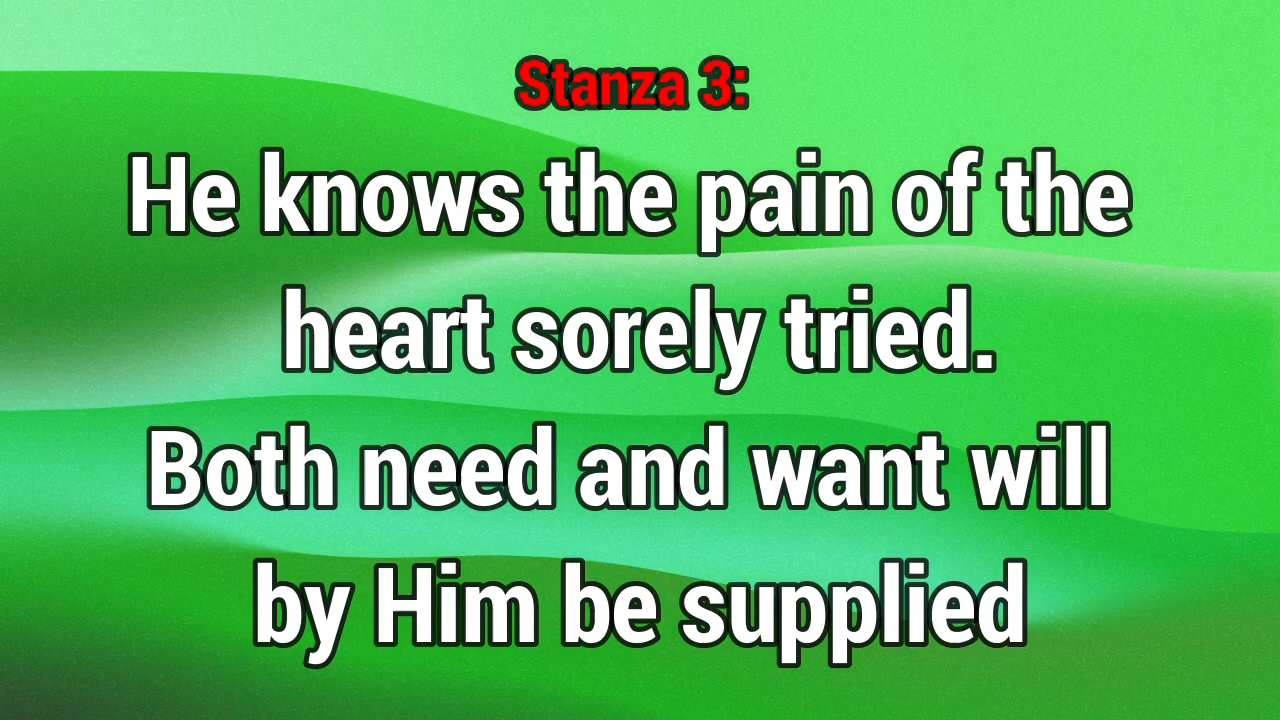 Stanza 3:
He knows the pain of the
heart sorely tried.
Both need and want will
by Him be supplied